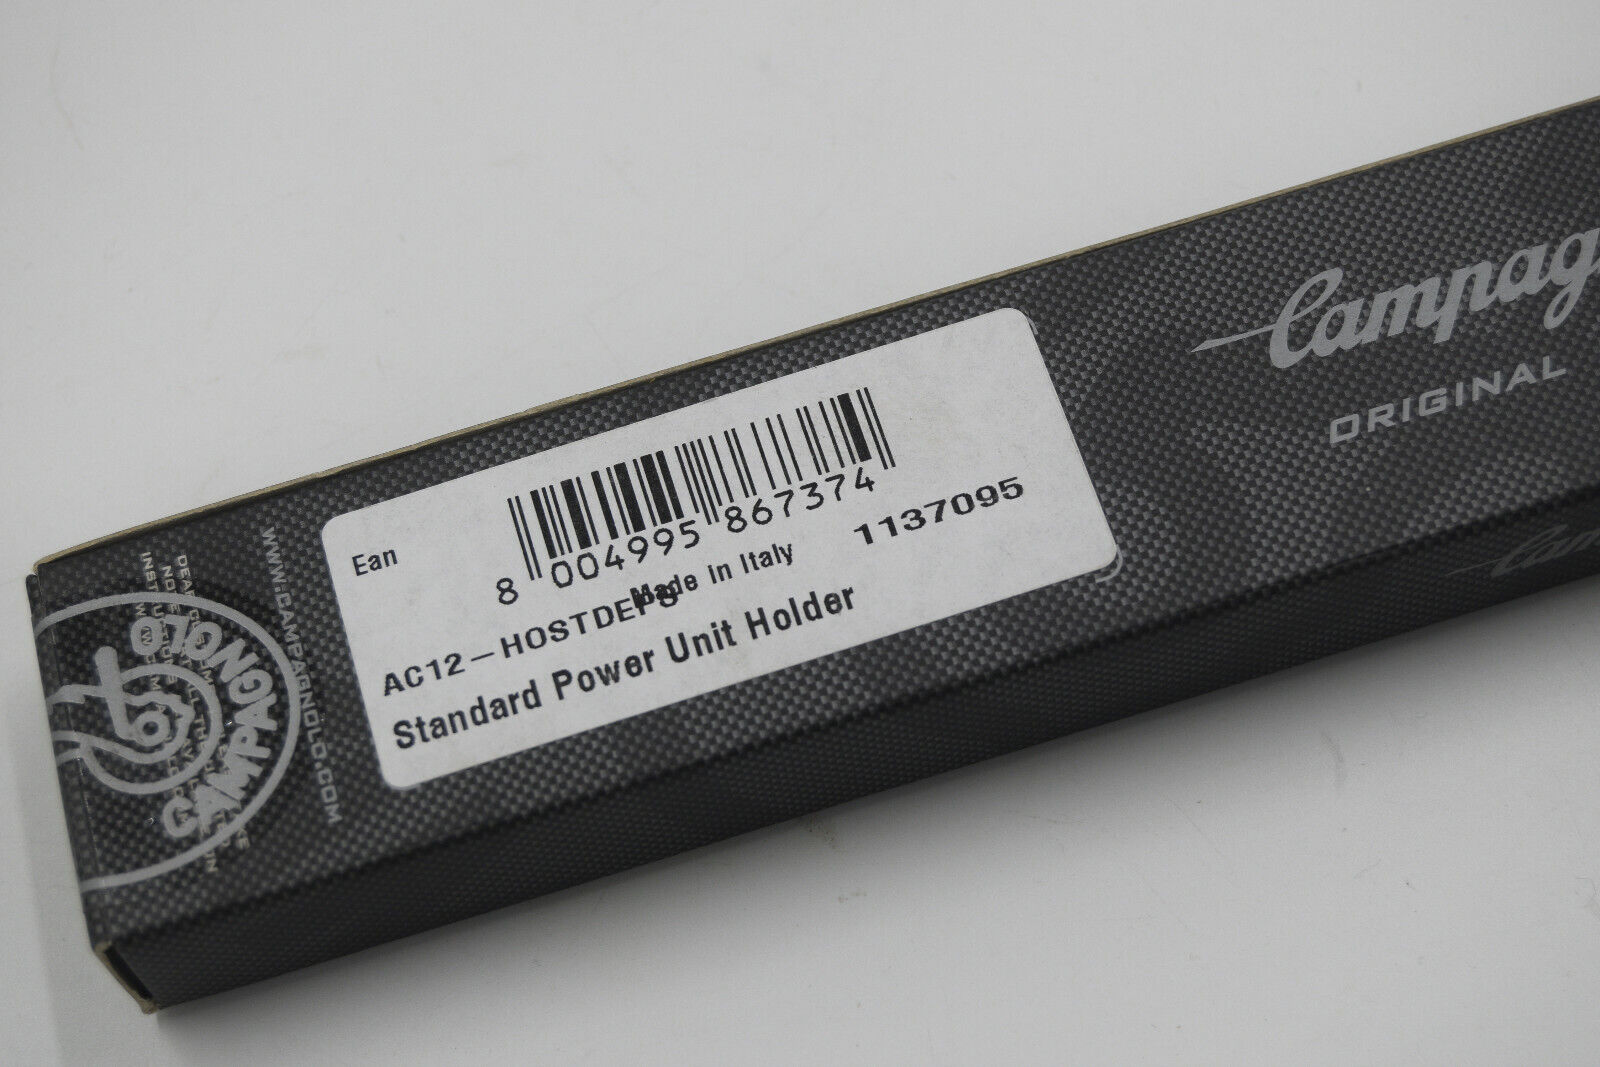 Campag
ORIGINAL
Ean
8 004995 867374
Made in Italy
1137095
AC12-HOSTDEPS
Standard Power Unit Holder
WWW.CAMPAGNOLO.COM
CAMPAGNOLO
Cam